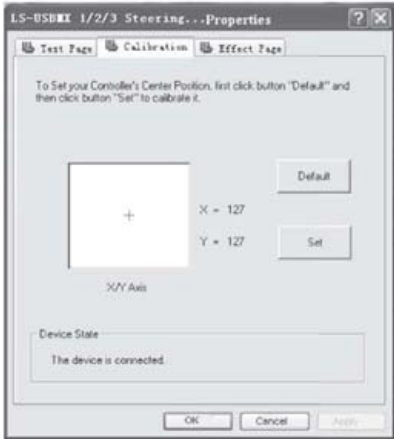 LS-USBMX 1/2/3 Steering...Properties
Test Page Calibration Effect Page
To Set your Controller's Center Position, first click button "Default" and
then click button "Set" to calibrate it.
Default
X = 127
Y = 127 Set
X/Y Axis
Device State
The device is connected.
OK Cancel Apply